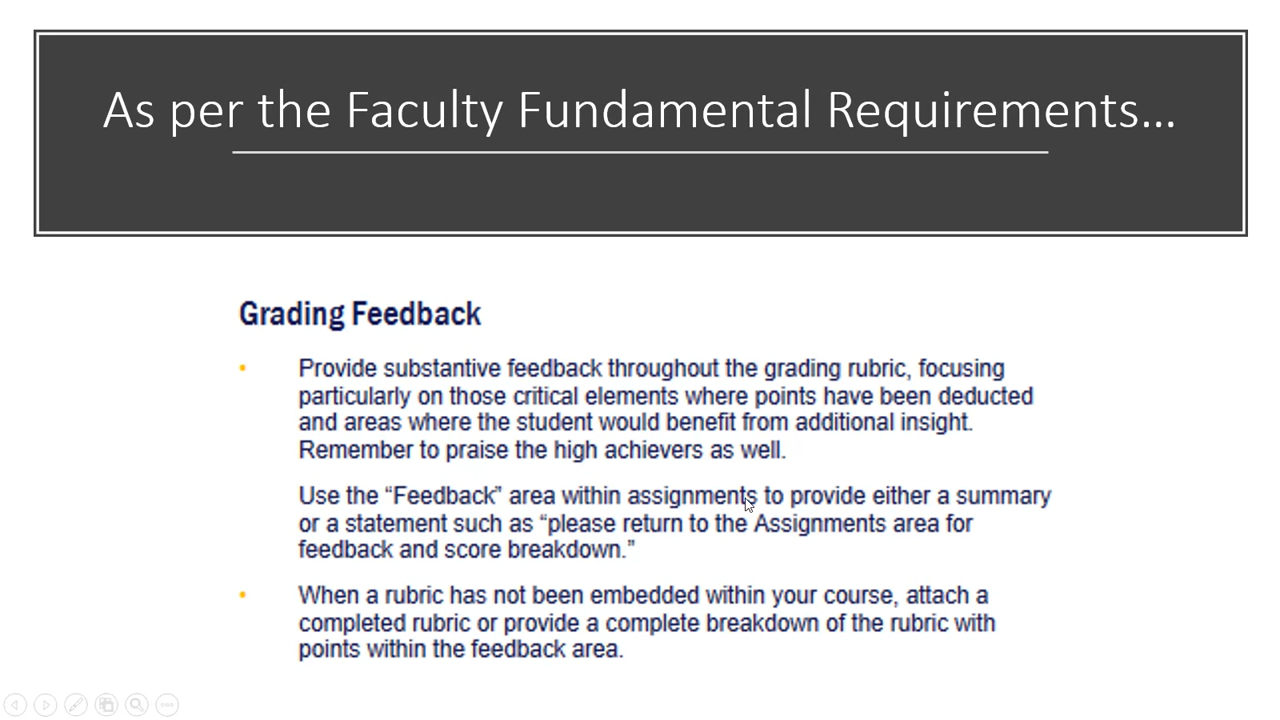 As per the Faculty Fundamental Requirements...
Grading Feedback
• Provide substantive feedback throughout the grading rubric, focusing
particularly on those critical elements where points have been deducted
and areas where the student would benefit from additional insight.
Remember to praise the high achievers as well.
Use the “Feedback” area within assignments to provide either a summary
or a statement such as “please return to the Assignments area for
feedback and score breakdown.”
• When a rubric has not been embedded within your course, attach a
completed rubric or provide a complete breakdown of the rubric with
points within the feedback area.